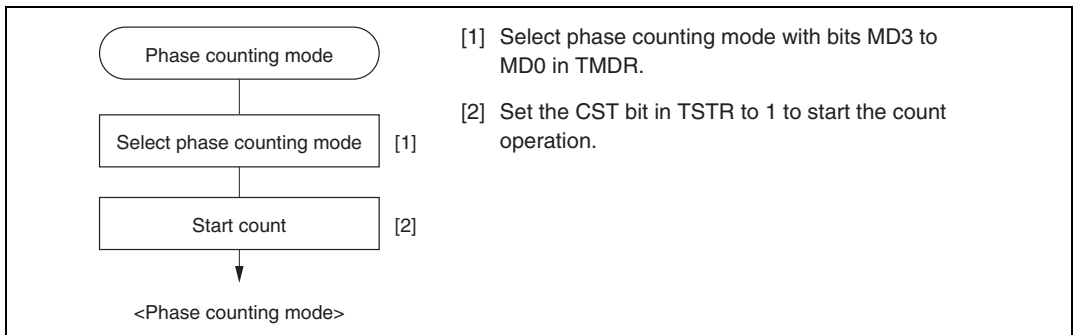 Phase counting mode
Select phase counting mode [1]
Start count [2]
<Phase counting mode>
[1] Select phase counting mode with bits MD3 to
MD0 in TMDR.
[2] Set the CST bit in TSTR to 1 to start the count
operation.